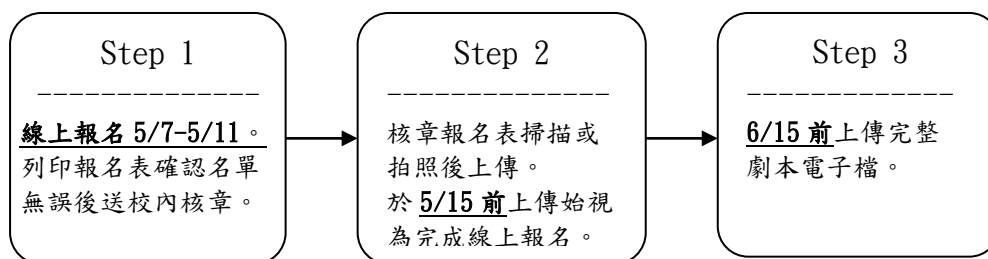 Step 1
--------------
線上報名 5/7-5/11。
列印報名表確認名單
無誤後送校內核章。
Step 2
--------------
核章報名表掃描或
拍照後上傳。
於 5/15 前上傳始視
為完成線上報名。
Step 3
-------------
6/15 前上傳完整
劇本電子檔。